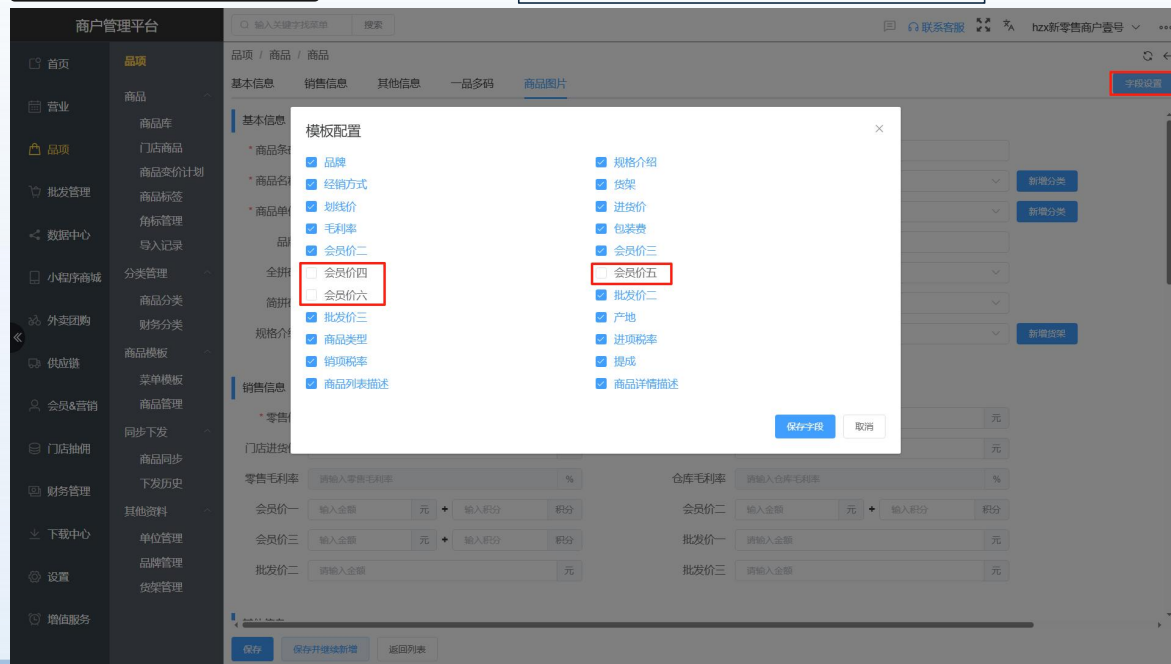 商户管理平台
输入关键字找菜单 搜索
联系客服
hzx新零售商户壹号
首页
营业
品项
批发管理
数据中心
小程序商城
外卖团购
供应链
会员&营销
门店抽佣
财务管理
下载中心
设置
增值服务
品项
商品
商品库
门店商品
商品变价计划
商品标签
角标管理
导入记录
分类管理
商品分类
财务分类
商品模板
菜单模板
商品管理
同步下发
商品同步
下发历史
其他资料
单位管理
品牌管理
货架管理
品项 / 商品 / 商品
基本信息 销售信息 其他信息 一品多码 商品图片
字段设置
基本信息
* 商品条
* 商品名
新增分类
* 商品单
新增分类
品
全拼
简拼
规格介
新增货架
模板配置
品牌 规格介绍
经销方式 货架
划线价 进货价
毛利率 包装费
会员价二 会员价三
会员价四 会员价五
会员价六 批发价二
批发价三 产地
商品类型 进项税率
销项税率 提成
商品列表描述 商品详情描述
保存字段 取消
销售信息
* 零售
元
门店进货
元
零售毛利率 请输入零售毛利率 % 仓库毛利率 请输入仓库毛利率 %
会员价一 输入金额 元 + 输入积分 积分 会员价二 输入金额 元 + 输入积分 积分
会员价三 输入金额 元 + 输入积分 积分 批发价一 请输入金额 元
批发价二 请输入金额 元 批发价三 请输入金额 元
保存 保存并继续新增 返回列表